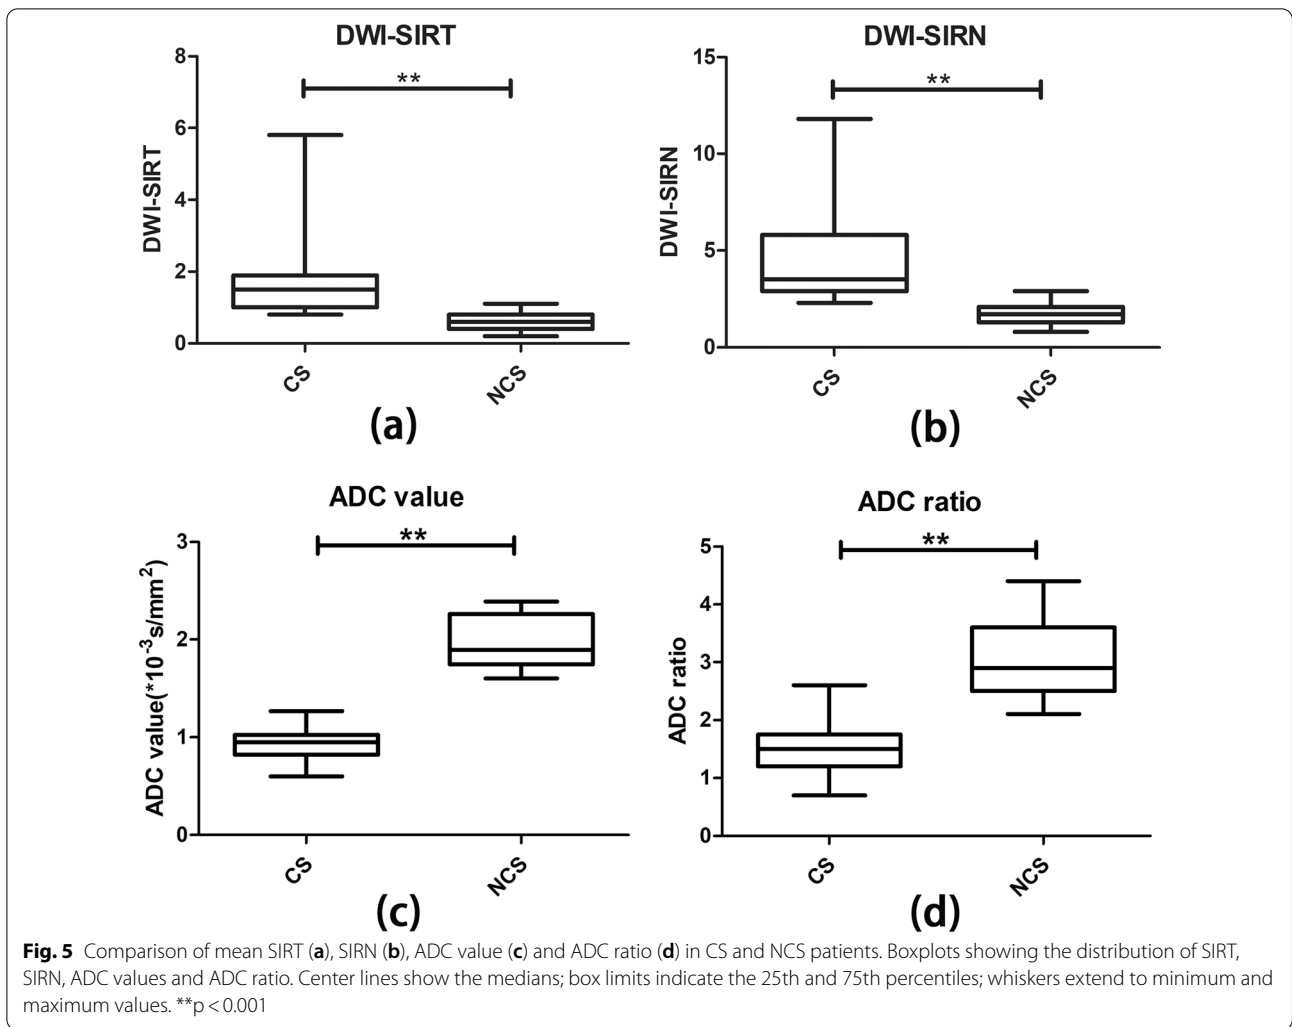 DWI-SIRT
**
DWI-SIRT
8
6
4
2
0
CS
NCS
(a)
DWI-SIRN
**
DWI-SIRN
15
10
5
0
CS
NCS
(b)
ADC value
**
ADC value(*10⁻³s/mm²)
3
2
1
0
CS
NCS
(c)
ADC ratio
**
ADC ratio
5
4
3
2
1
0
CS
NCS
(d)
Fig. 5 Comparison of mean SIRT (a), SIRN (b), ADC value (c) and ADC ratio (d) in CS and NCS patients. Boxplots showing the distribution of SIRT,
SIRN, ADC values and ADC ratio. Center lines show the medians; box limits indicate the 25th and 75th percentiles; whiskers extend to minimum and
maximum values. **p < 0.001